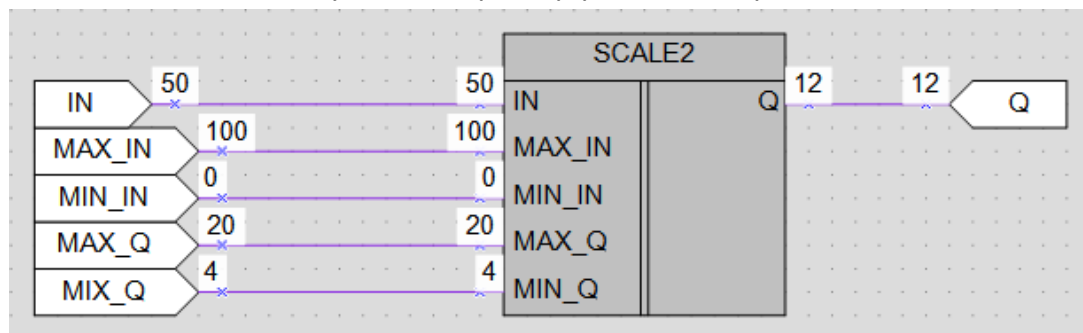 SCALE2
IN 50 50 IN Q 12 12 Q
MAX_IN 100 100 MAX_IN
MIN_IN 0 0 MIN_IN
MAX_Q 20 20 MAX_Q
MIX_Q 4 4 MIN_Q